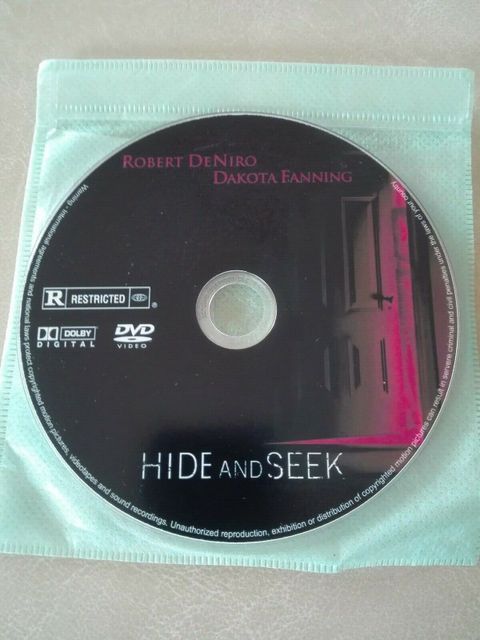 ROBERT DENIRO
DAKOTA FANNING
R RESTRICTED ®
DOLBY
DIGITAL
DVD
VIDEO
HIDE AND SEEK
Warning - International agreements and national laws protect copyrighted motion pictures, videotapes and sound recordings. Unauthorized reproduction, exhibition or distribution of copyrighted motion pictures can result in severe criminal and civil penalties under the laws of your country